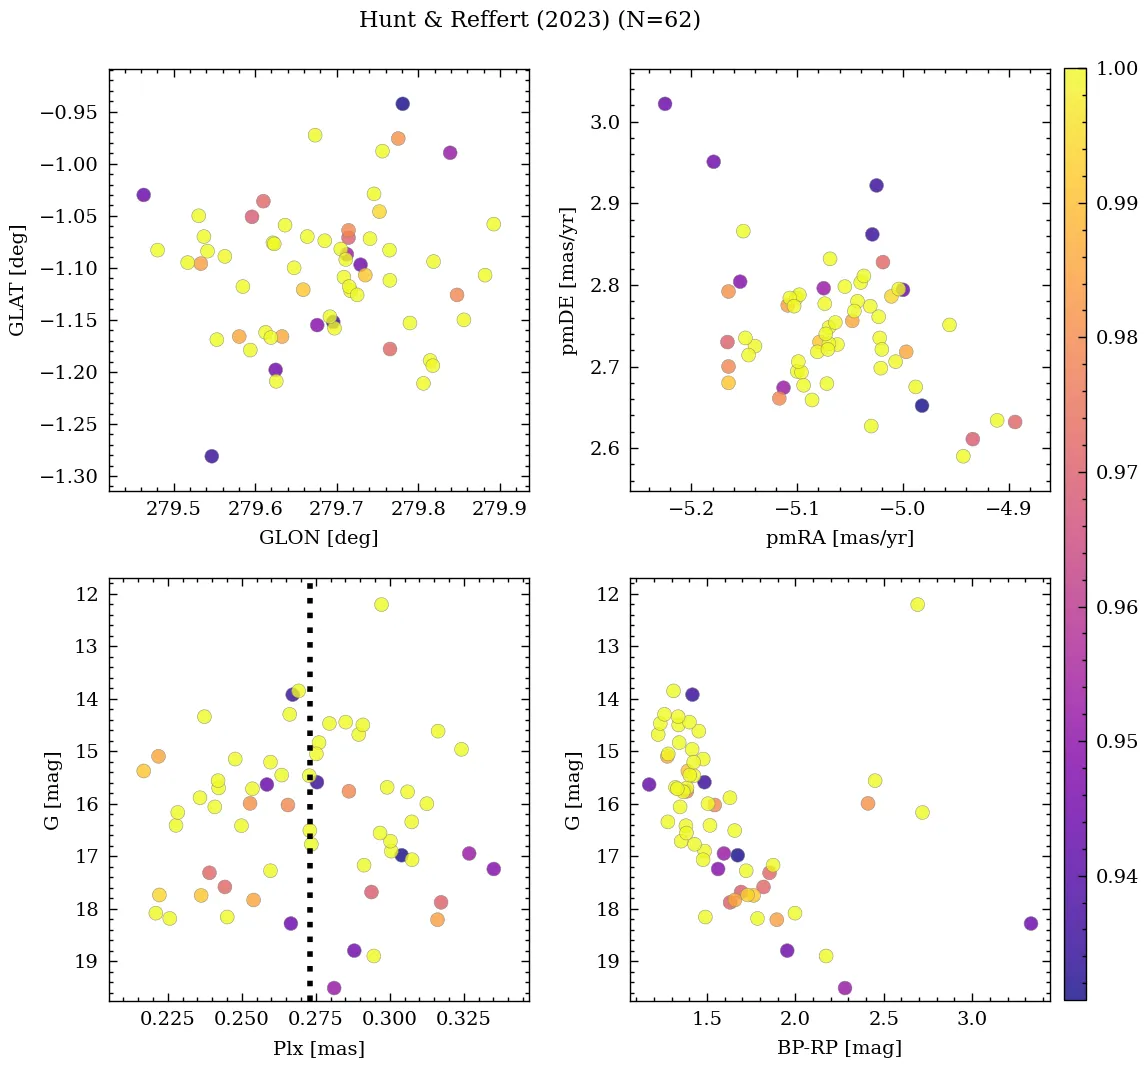 Hunt & Reffert (2023) (N=62)
−0.95
−1.00
−1.05
−1.10
−1.15
−1.20
−1.25
−1.30
GLAT [deg]
279.5 279.6 279.7 279.8 279.9
GLON [deg]
3.0
2.9
2.8
2.7
2.6
pmDE [mas/yr]
−5.2 −5.1 −5.0 −4.9
pmRA [mas/yr]
12
13
14
15
16
17
18
19
G [mag]
0.225 0.250 0.275 0.300 0.325
Plx [mas]
12
13
14
15
16
17
18
19
G [mag]
1.5 2.0 2.5 3.0
BP-RP [mag]
1.00
0.99
0.98
0.97
0.96
0.95
0.94